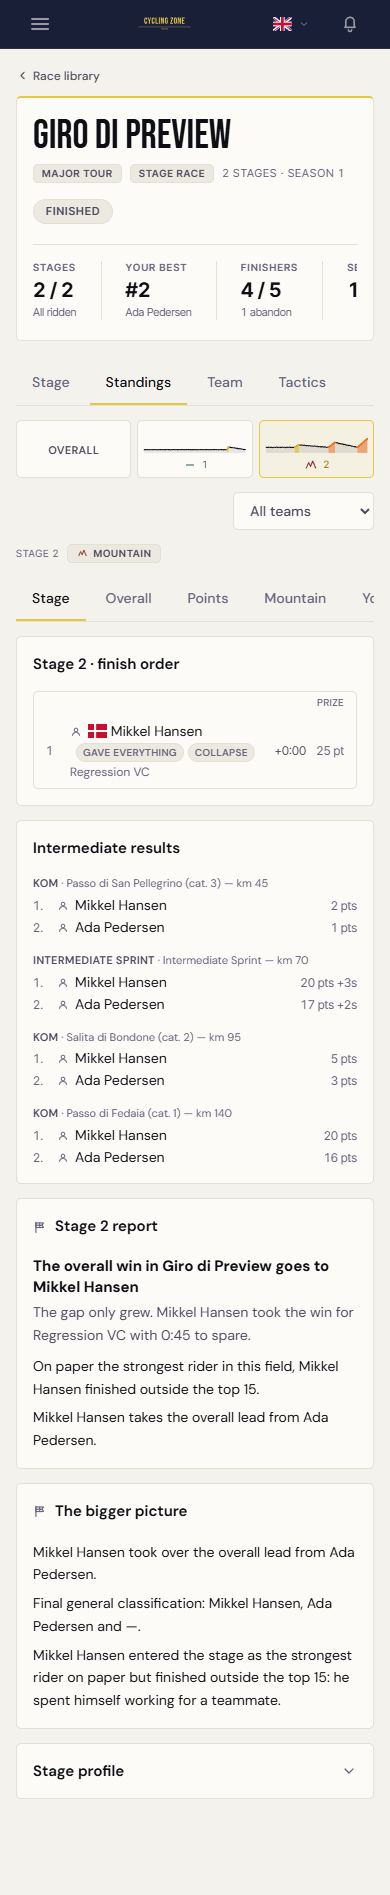 CYCLING ZONE
Race library
GIRO DI PREVIEW
MAJOR TOUR STAGE RACE 2 STAGES · SEASON 1
FINISHED
STAGES YOUR BEST FINISHERS SE
2 / 2 #2 4 / 5 1
All ridden Ada Pedersen 1 abandon
Stage Standings Team Tactics
OVERALL 1 2
All teams
STAGE 2 MOUNTAIN
Stage Overall Points Mountain Yo
Stage 2 · finish order
PRIZE
Mikkel Hansen
1 GAVE EVERYTHING COLLAPSE +0:00 25 pt
Regression VC
Intermediate results
KOM · Passo di San Pellegrino (cat. 3) — km 45
1. Mikkel Hansen 2 pts
2. Ada Pedersen 1 pts
INTERMEDIATE SPRINT · Intermediate Sprint — km 70
1. Mikkel Hansen 20 pts +3s
2. Ada Pedersen 17 pts +2s
KOM · Salita di Bondone (cat. 2) — km 95
1. Mikkel Hansen 5 pts
2. Ada Pedersen 3 pts
KOM · Passo di Fedaia (cat. 1) — km 140
1. Mikkel Hansen 20 pts
2. Ada Pedersen 16 pts
Stage 2 report
The overall win in Giro di Preview goes to
Mikkel Hansen
The gap only grew. Mikkel Hansen took the win for
Regression VC with 0:45 to spare.
On paper the strongest rider in this field, Mikkel
Hansen finished outside the top 15.
Mikkel Hansen takes the overall lead from Ada
Pedersen.
The bigger picture
Mikkel Hansen took over the overall lead from Ada
Pedersen.
Final general classification: Mikkel Hansen, Ada
Pedersen and —.
Mikkel Hansen entered the stage as the strongest
rider on paper but finished outside the top 15: he
spent himself working for a teammate.
Stage profile